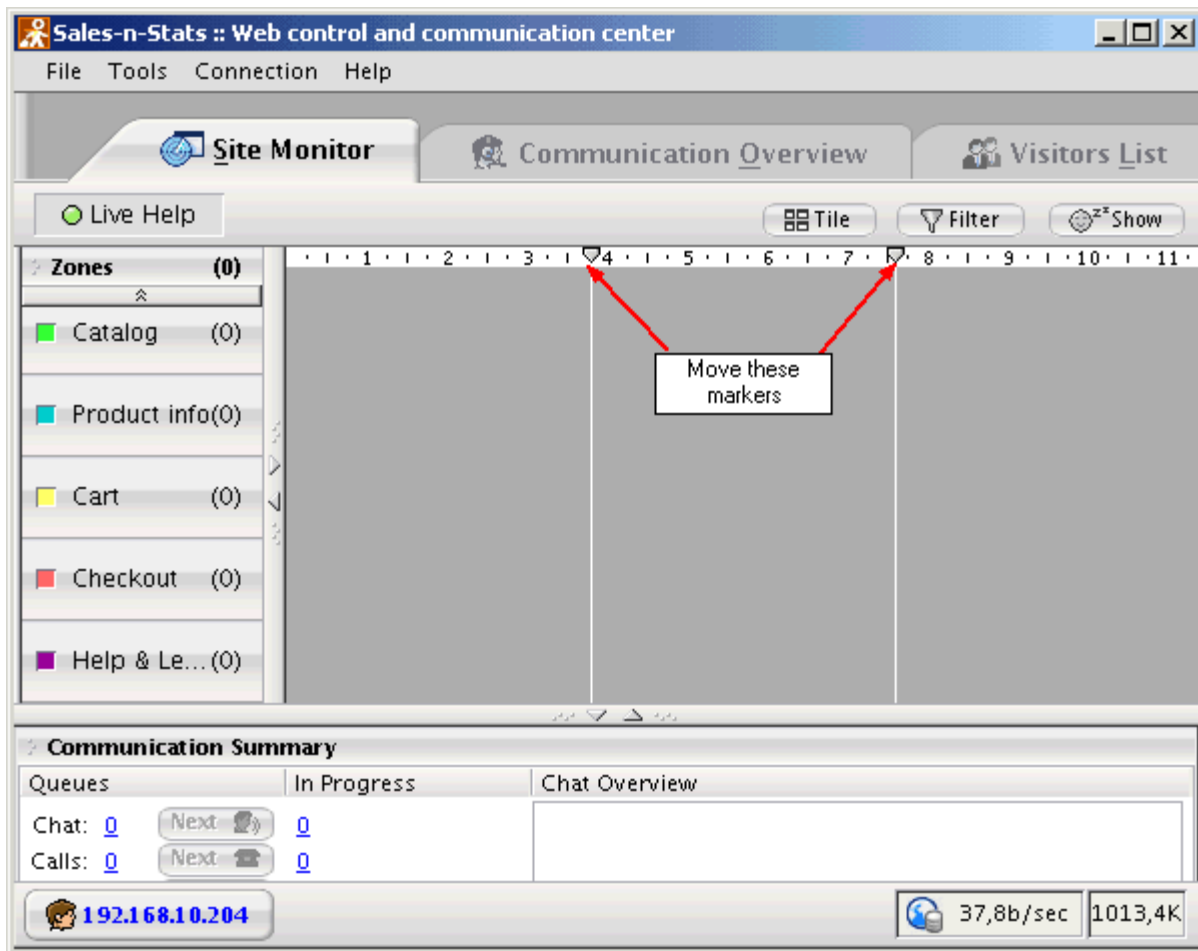 Sales-n-Stats :: Web control and communication center
File Tools Connection Help
Site Monitor Communication Overview Visitors List
Live Help Tile Filter zz Show
Zones (0) 1 2 3 4 5 6 7 8 9 10 11
Catalog (0)
Move these
markers
Product info(0)
Cart (0)
Checkout (0)
Help & Le...(0)
Communication Summary
Queues In Progress Chat Overview
Chat: 0 Next 0
Calls: 0 Next 0
192.168.10.204 37,8b/sec 1013,4K